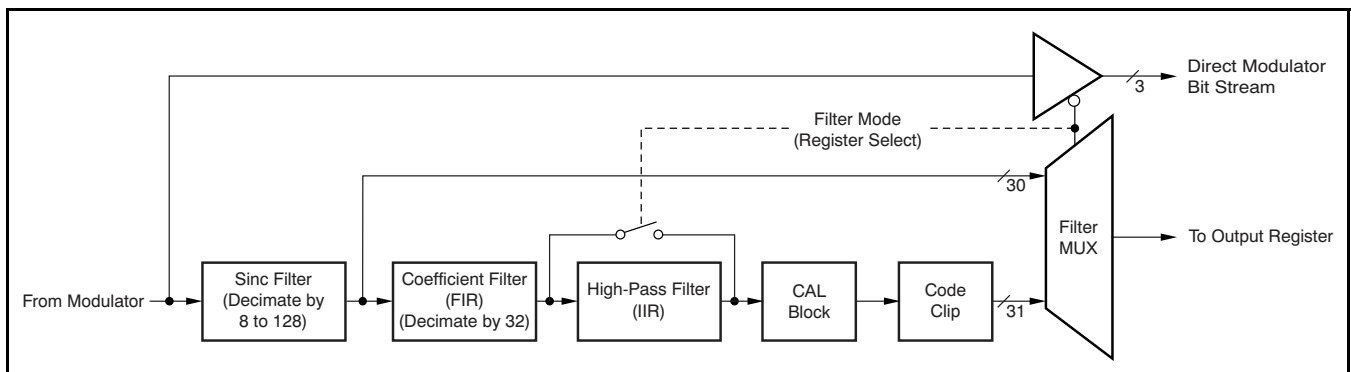 Direct Modulator
Bit Stream
3
Filter Mode
(Register Select)
30
Filter
MUX
To Output Register
From Modulator
Sinc Filter
(Decimate by
8 to 128)
Coefficient Filter
(FIR)
(Decimate by 32)
High-Pass Filter
(IIR)
CAL
Block
Code
Clip
31